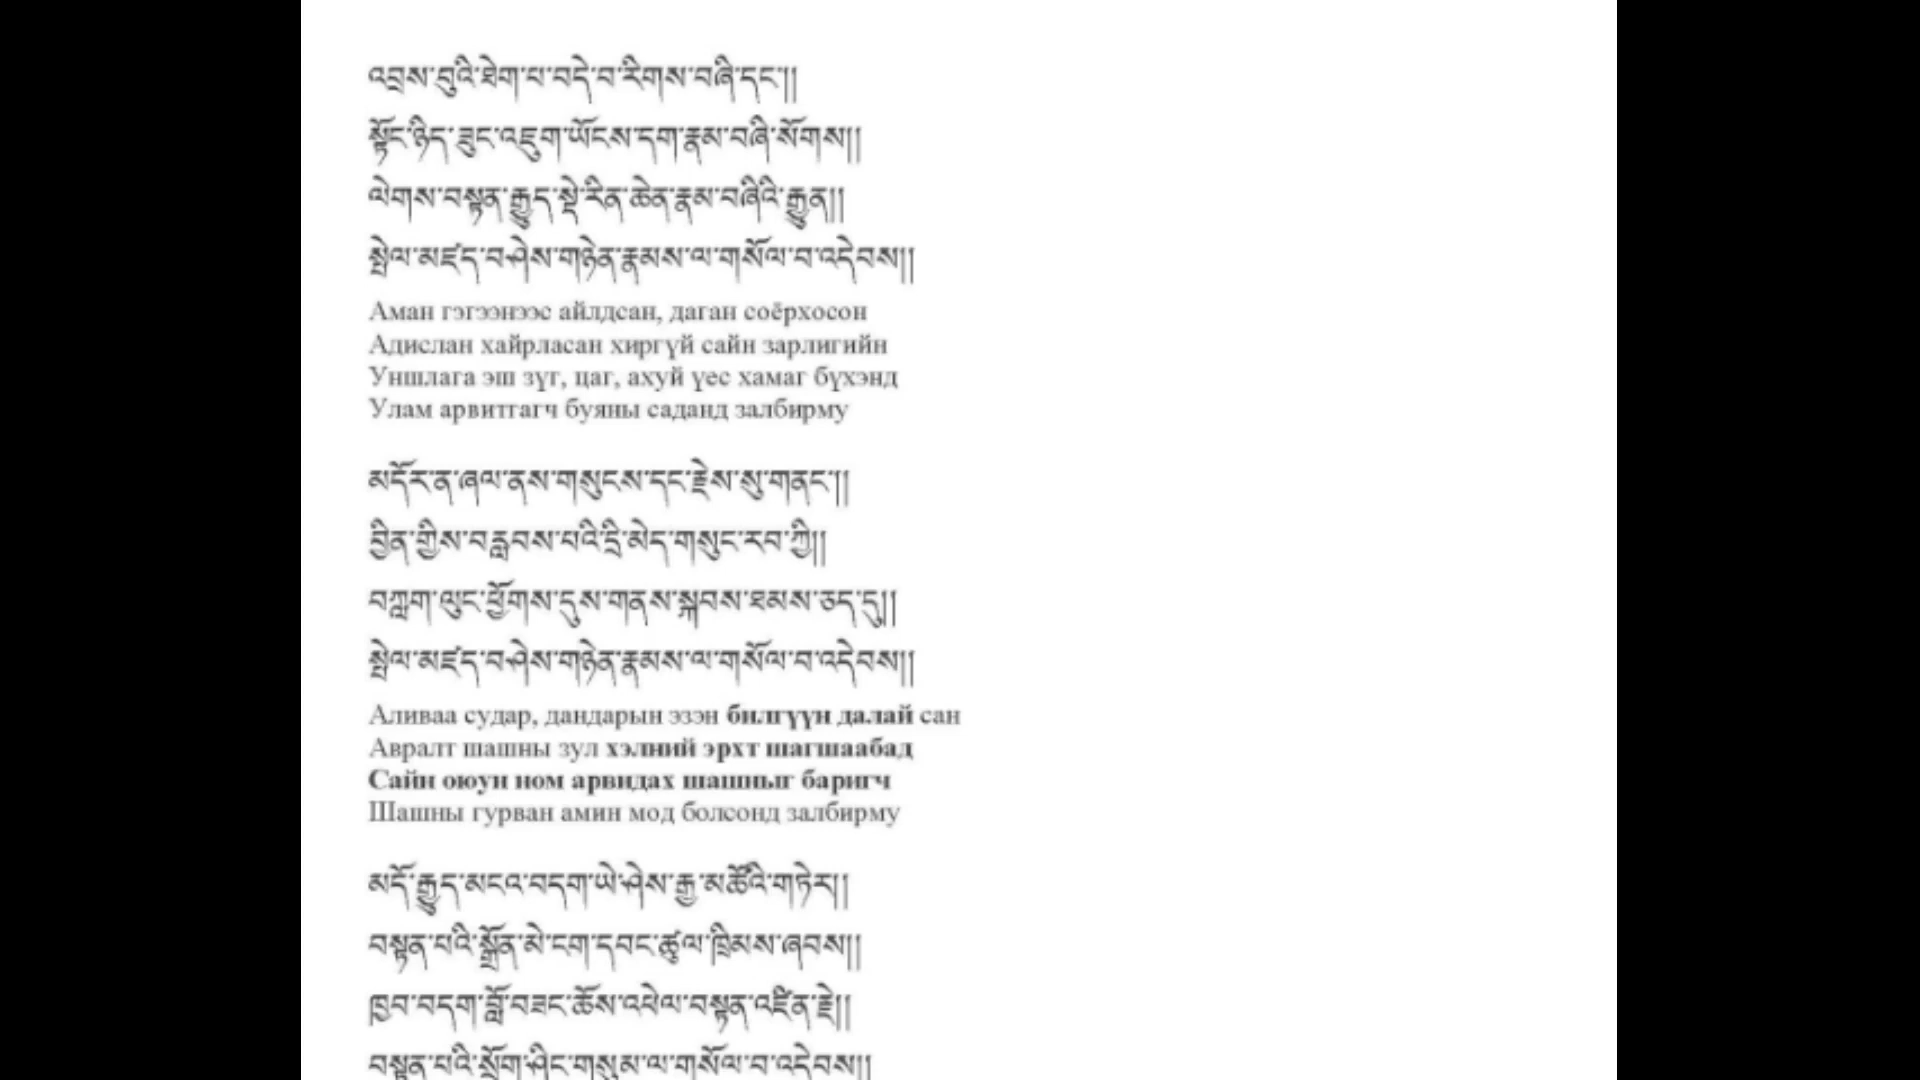 འབྲས་བུའི་ཐེག་པ་བདེ་བ་རིགས་བཞི་དང་།།
སྟོང་ཉིད་ཟུང་འཇུག་ཡོངས་དག་རྣམ་བཞི་སོགས།།
ལེགས་བསྟན་རྒྱུད་སྡེ་རིན་ཆེན་རྣམ་བཞིའི་རྒྱུན།།
སྤེལ་མཛད་བཤེས་གཉེན་རྣམས་ལ་གསོལ་བ་འདེབས།།
Аман гэгээнээс айлдсан, даган соёрхосон
Адислан хайрласан хиргүй сайн зарлигийн
Уншлага эш зүг, цаг, ахуй үес хамаг бүхэнд
Улам арвитгагч буяны саданд залбирму
མདོར་ན་ཞལ་ནས་གསུངས་དང་རྗེས་སུ་གནང་།།
བྱིན་གྱིས་བརླབས་པའི་དྲི་མེད་གསུང་རབ་ཀྱི།།
བཀླག་ལུང་ཕྱོགས་དུས་གནས་སྐབས་ཐམས་ཅད་དུ།།
སྤེལ་མཛད་བཤེས་གཉེན་རྣམས་ལ་གསོལ་བ་འདེབས།།
Аливаа судар, дандарын эзэн билгүүн далай сан
Авралт шашны зул хэлний эрхт шагшаабад
Сайн оюун ном арвидах шашныг баригч
Шашны гурван амин мод болсонд залбирму
མདོ་རྒྱུད་མངའ་བདག་ཡེ་ཤེས་རྒྱ་མཚོའི་གཏེར།།
བསྟན་པའི་སྒྲོན་མེ་ངག་དབང་ཚུལ་ཁྲིམས་ཞབས།།
ཁྱབ་བདག་བློ་བཟང་ཆོས་འཕེལ་བསྟན་འཛིན་རྗེ།།
བསྟན་པའི་སྲོག་ཤིང་གསུམ་ལ་གསོལ་བ་འདེབས།།